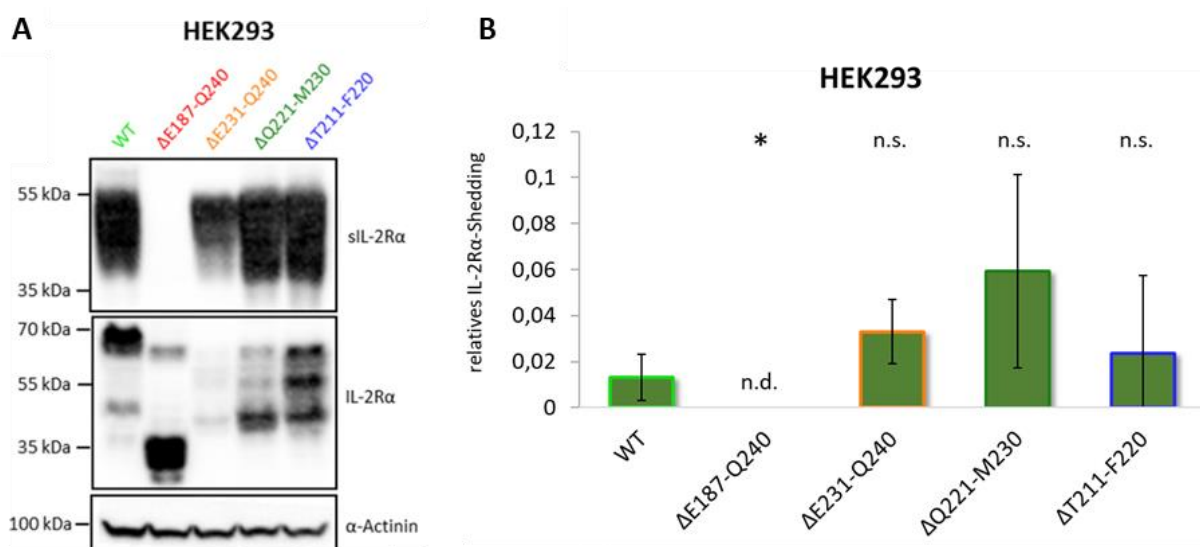 A
HEK293
WT
ΔE187-Q240
ΔE231-Q240
ΔQ221-M230
ΔT211-F220
55 kDa
35 kDa
sIL-2Rα
70 kDa
55 kDa
35 kDa
IL-2Rα
100 kDa
α-Actinin
B
HEK293
relatives IL-2Rα-Shedding
0,12
0,1
0,08
0,06
0,04
0,02
0
*
n.s.
n.s.
n.s.
n.d.
WT
ΔE187-Q240
ΔE231-Q240
ΔQ221-M230
ΔT211-F220